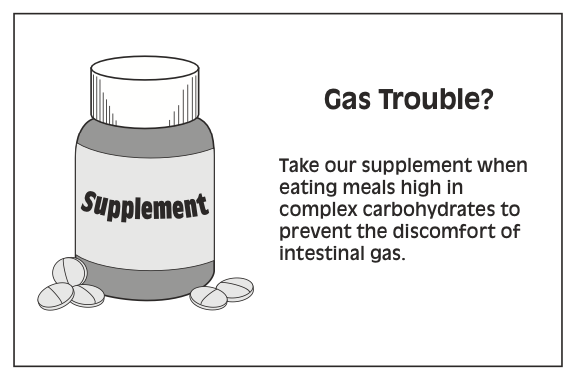 Gas Trouble?
Supplement
Take our supplement when
eating meals high in
complex carbohydrates to
prevent the discomfort of
intestinal gas.